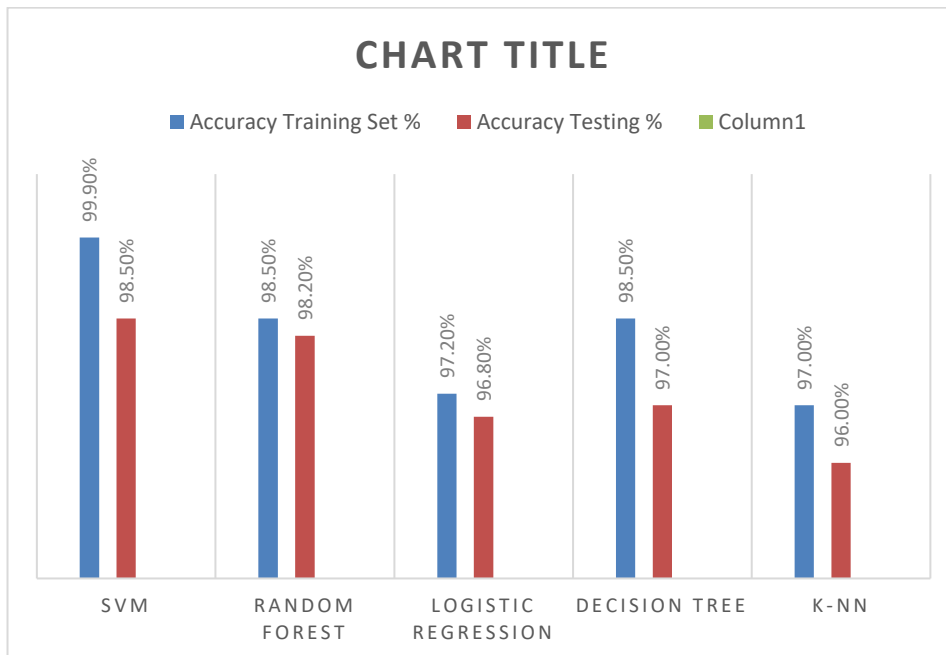 CHART TITLE
Accuracy Training Set % Accuracy Testing % Column1
99.90%
98.50%
98.50%
98.20%
97.20%
96.80%
98.50%
97.00%
97.00%
96.00%
SVM
RANDOM
FOREST
LOGISTIC
REGRESSION
DECISION TREE
K-NN